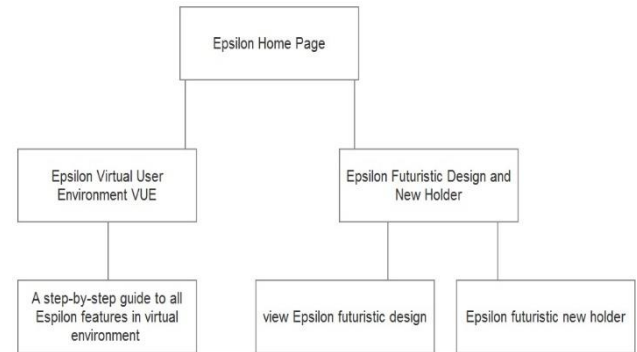 Epsilon Home Page
Epsilon Virtual User
Environment VUE
Epsilon Futuristic Design and
New Holder
A step-by-step guide to all
Espilon features in virtual
environment
view Epsilon futuristic design
Epsilon futuristic new holder